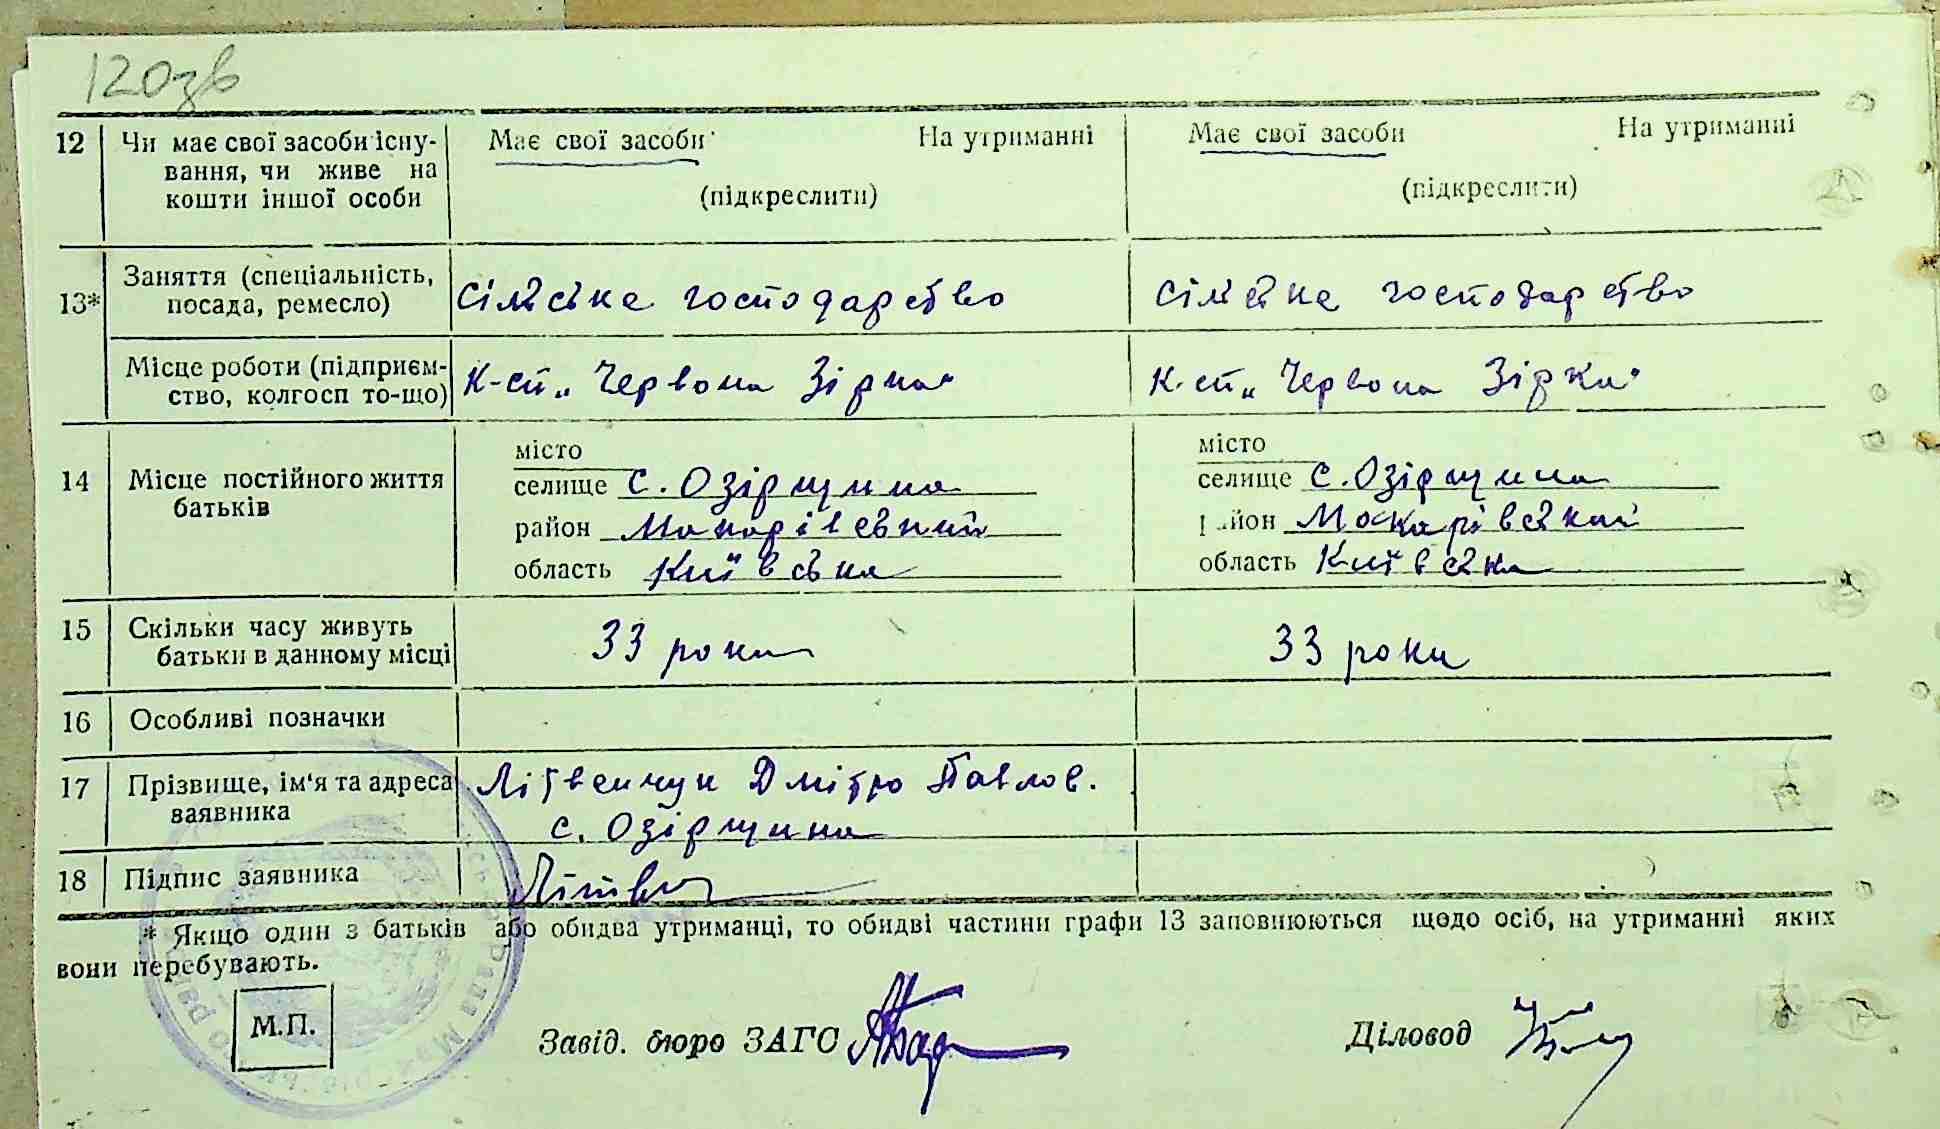 120зв
12 Чи має свої засоби існу-вання, чи живе на кошти іншої особи Має свої засоби На утриманні (підкреслити) Має свої засоби На утриманні (підкреслити)
13* Заняття (спеціальність, посада, ремесло) Сільське господарство Сільске господарство
Місце роботи (підприєм-ство, колгосп то-що) К-сп „Червона Зірка" К-сп „Червона Зірка"
14 Місце постійного життя батьків
місто місто
селище с. Озірщина селище с. Озірщина
район Макарівський район Макарівський
область Київська область Київська
15 Скільки часу живуть батьки в данному місці 33 роки 33 роки
16 Особливі позначки
17 Прізвище, ім'я та адреса заявника Літвенчук Дмітро Павлов.
с. Озірщина
18 Підпис заявника
* Якщо один з батьків або обидва утриманці, то обидві частини графи 13 заповнюються щодо осіб, на утриманні яких
вони перебувають.
М.П. Завід. бюро ЗАГС Діловод